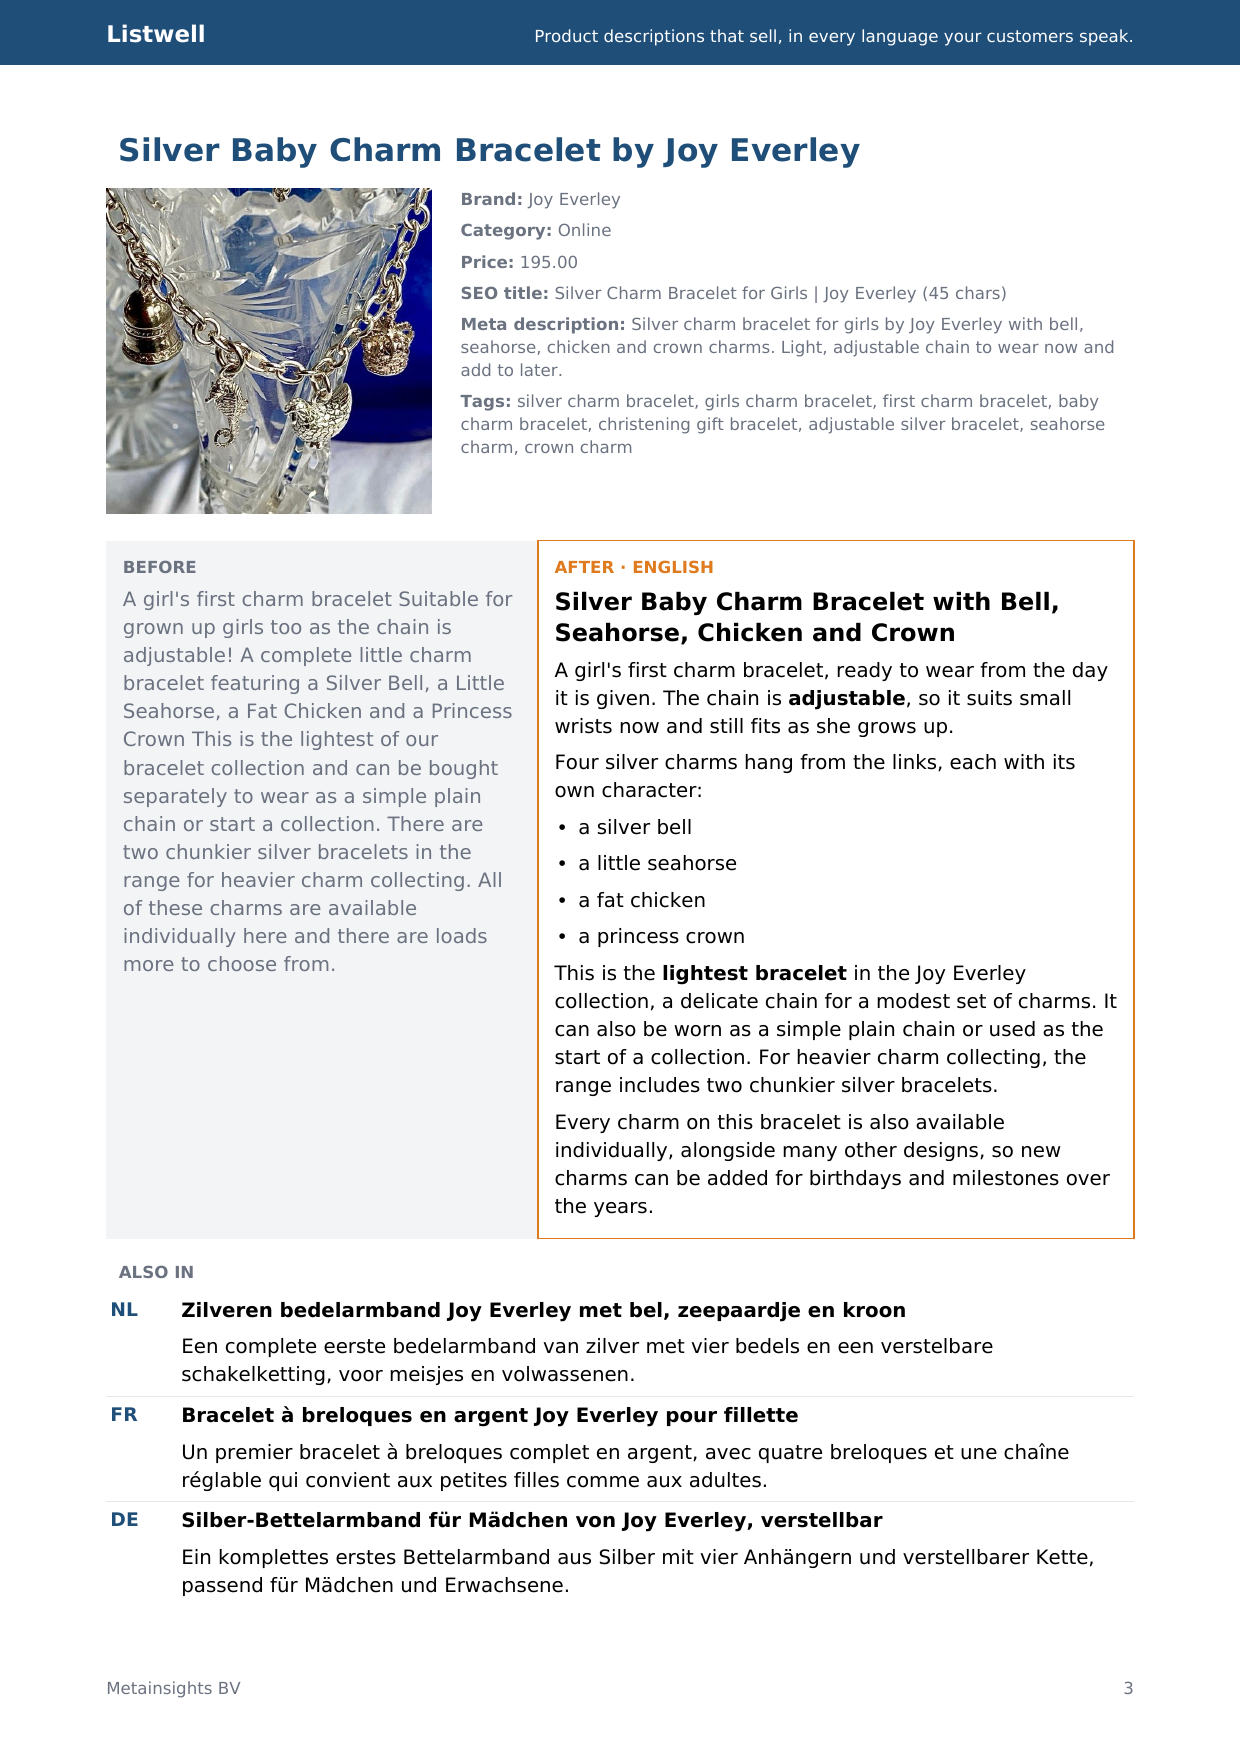 Listwell
Product descriptions that sell, in every language your customers speak.
Silver Baby Charm Bracelet by Joy Everley
Brand: Joy Everley
Category: Online
Price: 195.00
SEO title: Silver Charm Bracelet for Girls | Joy Everley (45 chars)
Meta description: Silver charm bracelet for girls by Joy Everley with bell,
seahorse, chicken and crown charms. Light, adjustable chain to wear now and
add to later.
Tags: silver charm bracelet, girls charm bracelet, first charm bracelet, baby
charm bracelet, christening gift bracelet, adjustable silver bracelet, seahorse
charm, crown charm
BEFORE
A girl's first charm bracelet Suitable for
grown up girls too as the chain is
adjustable! A complete little charm
bracelet featuring a Silver Bell, a Little
Seahorse, a Fat Chicken and a Princess
Crown This is the lightest of our
bracelet collection and can be bought
separately to wear as a simple plain
chain or start a collection. There are
two chunkier silver bracelets in the
range for heavier charm collecting. All
of these charms are available
individually here and there are loads
more to choose from.
AFTER · ENGLISH
Silver Baby Charm Bracelet with Bell,
Seahorse, Chicken and Crown
A girl's first charm bracelet, ready to wear from the day
it is given. The chain is adjustable, so it suits small
wrists now and still fits as she grows up.
Four silver charms hang from the links, each with its
own character:
• a silver bell
• a little seahorse
• a fat chicken
• a princess crown
This is the lightest bracelet in the Joy Everley
collection, a delicate chain for a modest set of charms. It
can also be worn as a simple plain chain or used as the
start of a collection. For heavier charm collecting, the
range includes two chunkier silver bracelets.
Every charm on this bracelet is also available
individually, alongside many other designs, so new
charms can be added for birthdays and milestones over
the years.
ALSO IN
NL
Zilveren bedelarmband Joy Everley met bel, zeepaardje en kroon
Een complete eerste bedelarmband van zilver met vier bedels en een verstelbare
schakelketting, voor meisjes en volwassenen.
FR
Bracelet à breloques en argent Joy Everley pour fillette
Un premier bracelet à breloques complet en argent, avec quatre breloques et une chaîne
réglable qui convient aux petites filles comme aux adultes.
DE
Silber-Bettelarmband für Mädchen von Joy Everley, verstellbar
Ein komplettes erstes Bettelarmband aus Silber mit vier Anhängern und verstellbarer Kette,
passend für Mädchen und Erwachsene.
Metainsights BV
3